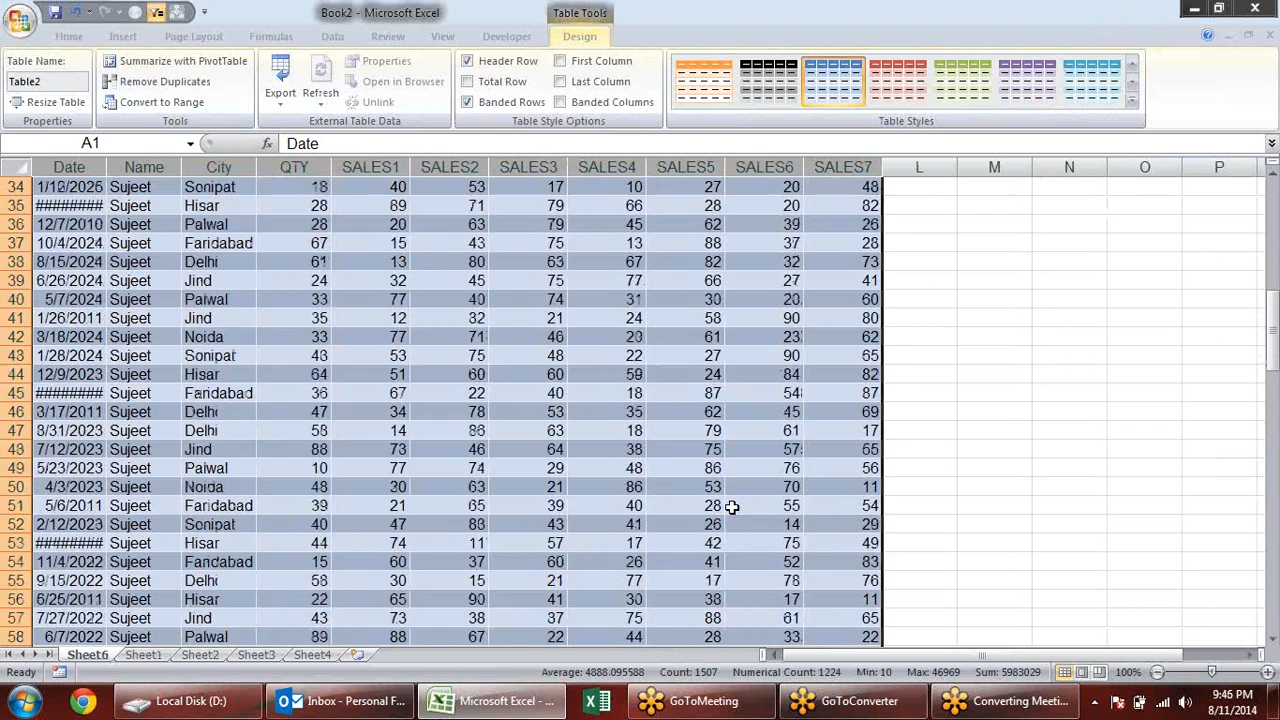 Book2 - Microsoft Excel
Table Tools
Home Insert Page Layout Formulas Data Review View Developer Design
Table Name:
Table2
Resize Table
Properties
Summarize with PivotTable
Remove Duplicates
Convert to Range
Tools
Export
Refresh
Properties
Open in Browser
Unlink
External Table Data
Header Row
Total Row
Banded Rows
First Column
Last Column
Banded Columns
Table Style Options
Table Styles
A1 fx Date
Date Name City QTY SALES1 SALES2 SALES3 SALES4 SALES5 SALES6 SALES7 L M N O P
34 Sujeet Sonipat 18 40 53 17 10 27 20 48
35 ######## Sujeet Hisar 28 89 71 79 66 28 20 82
36 12/7/2010 Sujeet Palwal 28 20 63 79 45 62 39 26
37 10/4/2024 Sujeet Faridabad 67 15 43 75 13 88 37 28
38 8/15/2024 Sujeet Delhi 61 13 80 63 67 82 32 73
39 6/26/2024 Sujeet Jind 24 32 45 75 77 66 27 41
40 5/7/2024 Sujeet Palwal 33 77 40 74 31 30 20 60
41 1/26/2011 Sujeet Jind 35 12 32 21 24 58 90 80
42 3/18/2024 Sujeet Noida 33 77 71 46 20 61 23 62
43 1/28/2024 Sujeet Sonipat 48 53 75 48 22 27 90 65
44 12/9/2023 Sujeet Hisar 64 51 60 60 59 24 84 82
45 ######## Sujeet Faridabad 36 67 22 40 18 87 54 87
46 3/17/2011 Sujeet Delhi 47 34 78 53 35 62 45 69
47 8/31/2023 Sujeet Delhi 58 14 86 63 18 79 61 17
48 7/12/2023 Sujeet Jind 88 73 46 64 38 75 57 65
49 5/23/2023 Sujeet Palwal 10 77 74 29 48 86 76 56
50 4/3/2023 Sujeet Noida 48 30 63 21 86 53 70 11
51 5/6/2011 Sujeet Faridabad 39 21 65 39 40 28 55 54
52 2/12/2023 Sujeet Sonipat 40 47 88 43 41 26 14 29
53 ######## Sujeet Hisar 44 74 11 57 17 42 75 49
54 11/4/2022 Sujeet Faridabad 15 60 37 60 26 41 52 83
55 9/15/2022 Sujeet Delhi 58 30 15 21 77 17 78 76
56 6/25/2011 Sujeet Hisar 22 65 90 41 30 38 17 11
57 7/27/2022 Sujeet Jind 43 73 38 37 75 88 61 65
58 6/7/2022 Sujeet Palwal 89 88 67 22 44 28 33 22
Sheet6 Sheet1 Sheet2 Sheet3 Sheet4
Ready Average: 4888.095588 Count: 1507 Numerical Count: 1224 Min: 10 Max: 46969 Sum: 5983029 100%
Local Disk (D:) Inbox - Personal F... Microsoft Excel - ... GoToMeeting GoToConverter Converting Meeti... 9:46 PM
8/11/2014